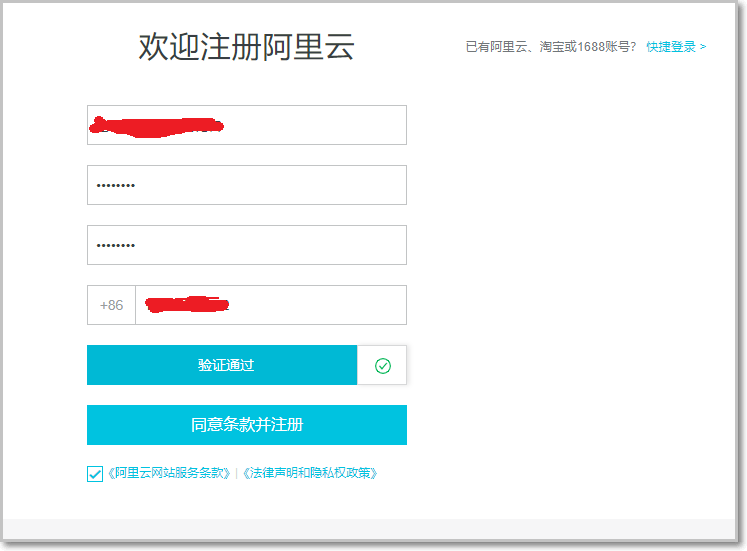 欢迎注册阿里云
已有阿里云、淘宝或1688账号? 快捷登录 >
••••••••
••••••••
+86
验证通过
同意条款并注册
《阿里云网站服务条款》|《法律声明和隐私权政策》